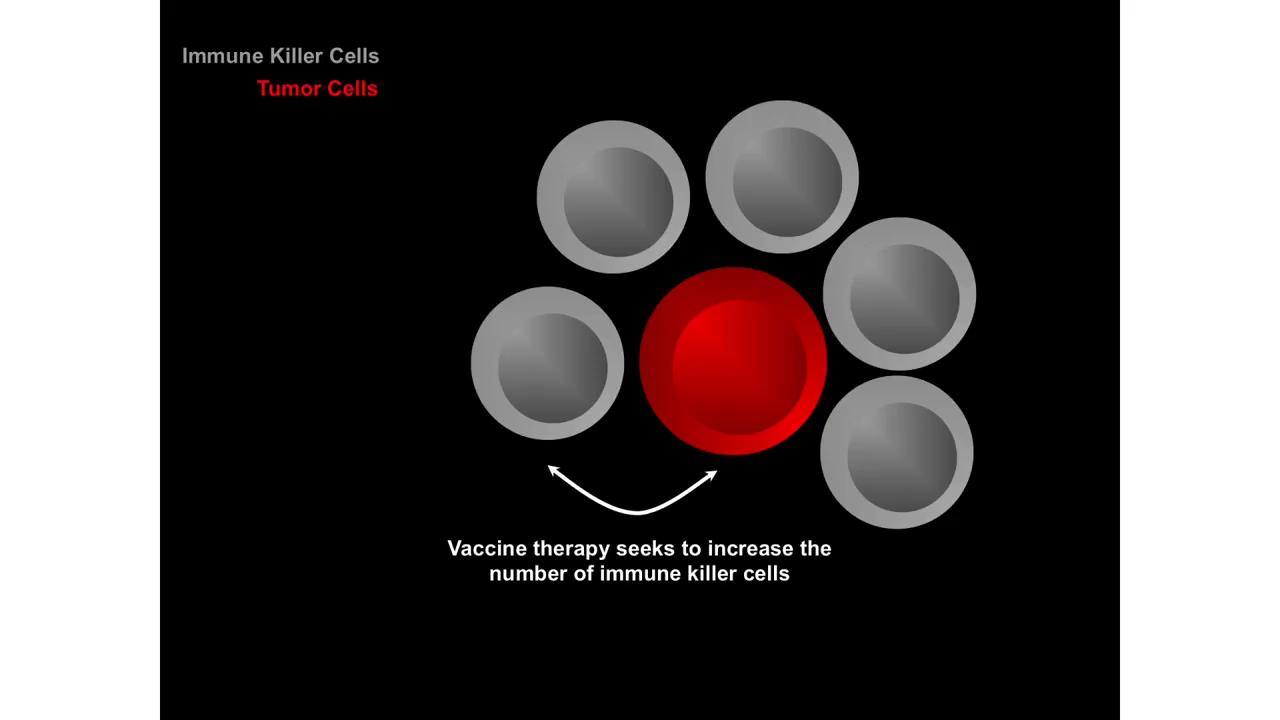 Immune Killer Cells
Tumor Cells
Vaccine therapy seeks to increase the
number of immune killer cells